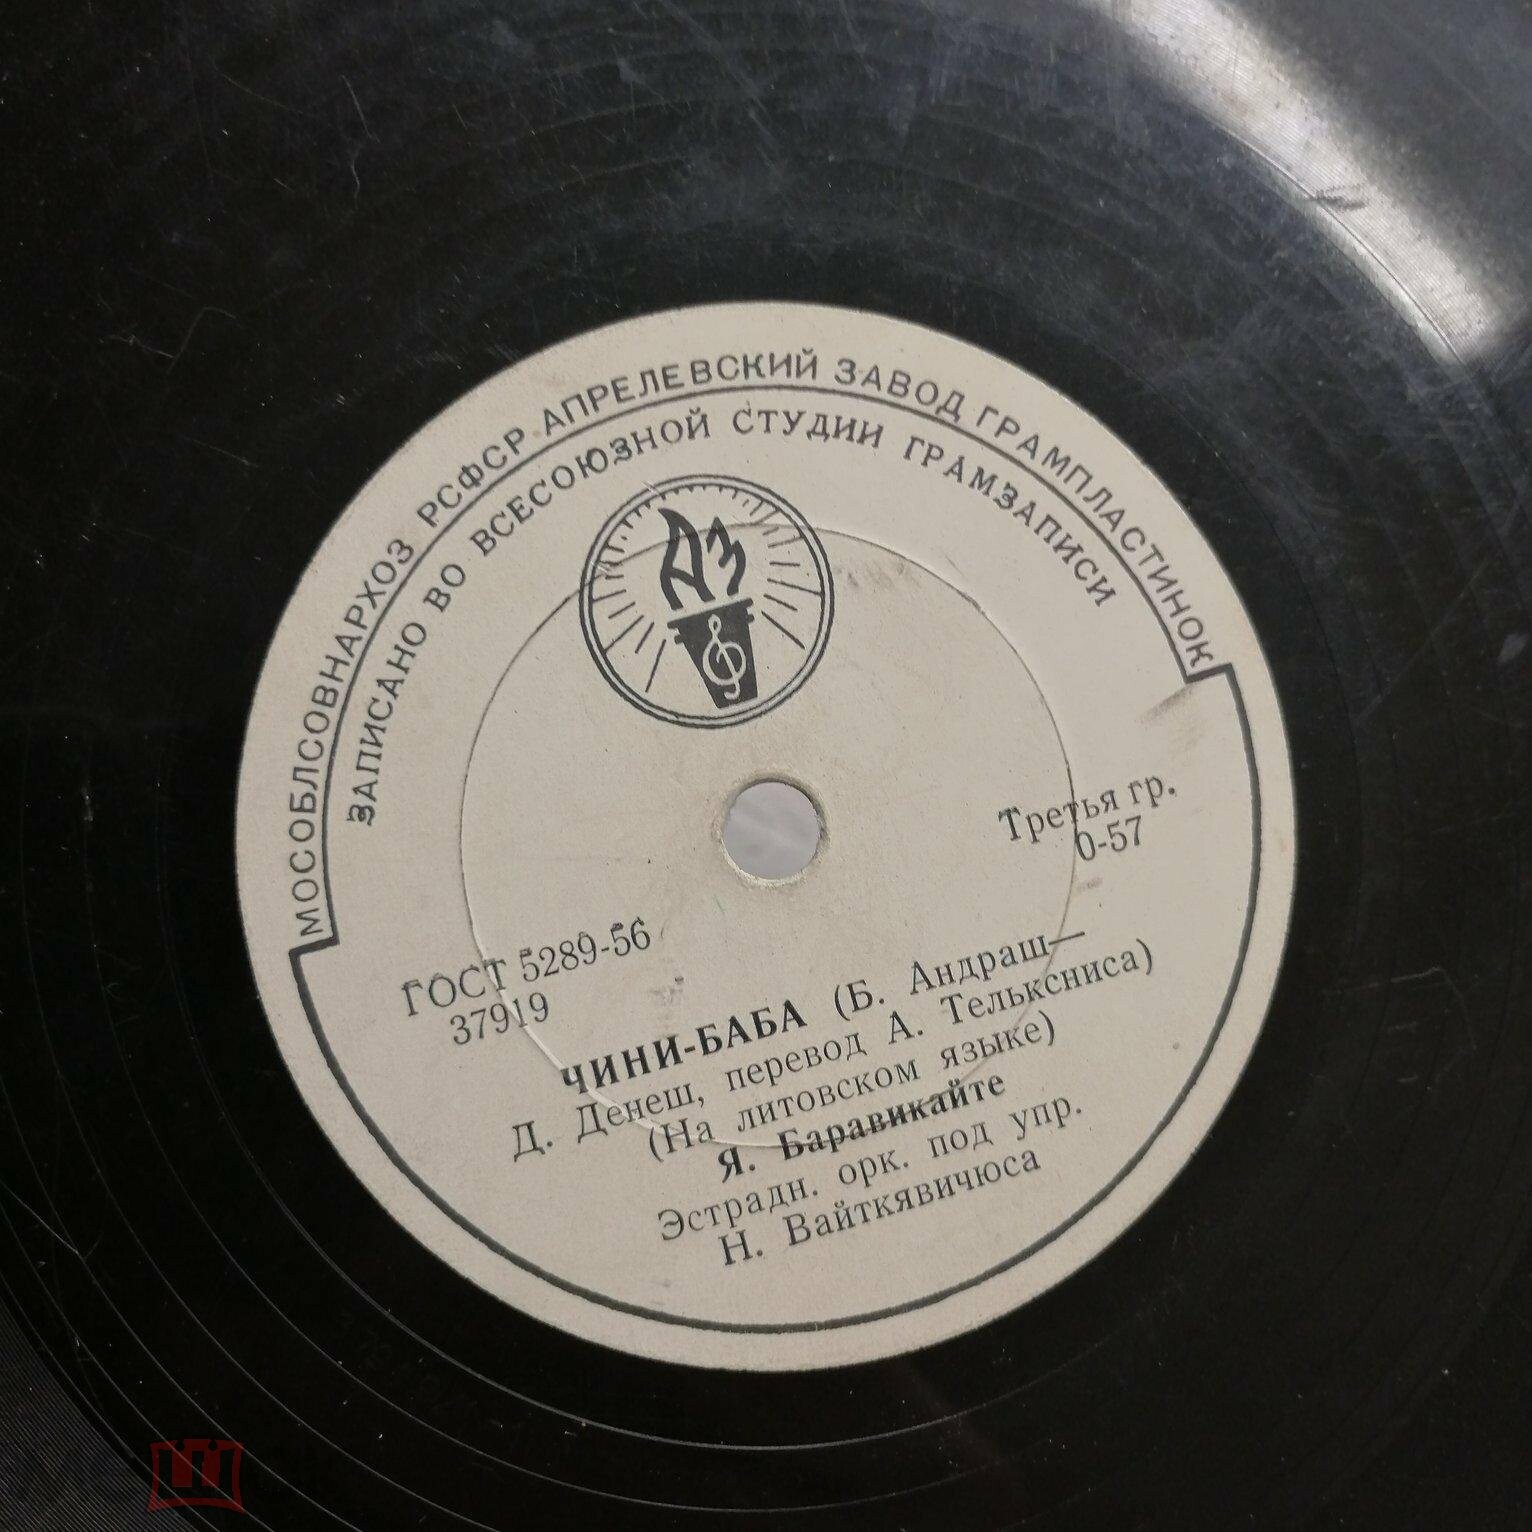 МОСОБЛСОВНАРХОЗ РСФСР АПРЕЛЕВСКИЙ ЗАВОД ГРАМПЛАСТИНОК
ЗАПИСАНО ВО ВСЕСОЮЗНОЙ СТУДИИ ГРАМЗАПИСИ
АЗ
Третья гр.
0-57
ГОСТ 5289-56
37919
ЧИНИ-БАБА (Б. Андраш—
Д. Денеш, перевод А. Тельксниса)
(На литовском языке)
Я. Баравикайте
Эстрадн. орк. под упр.
Н. Вайткявичюса